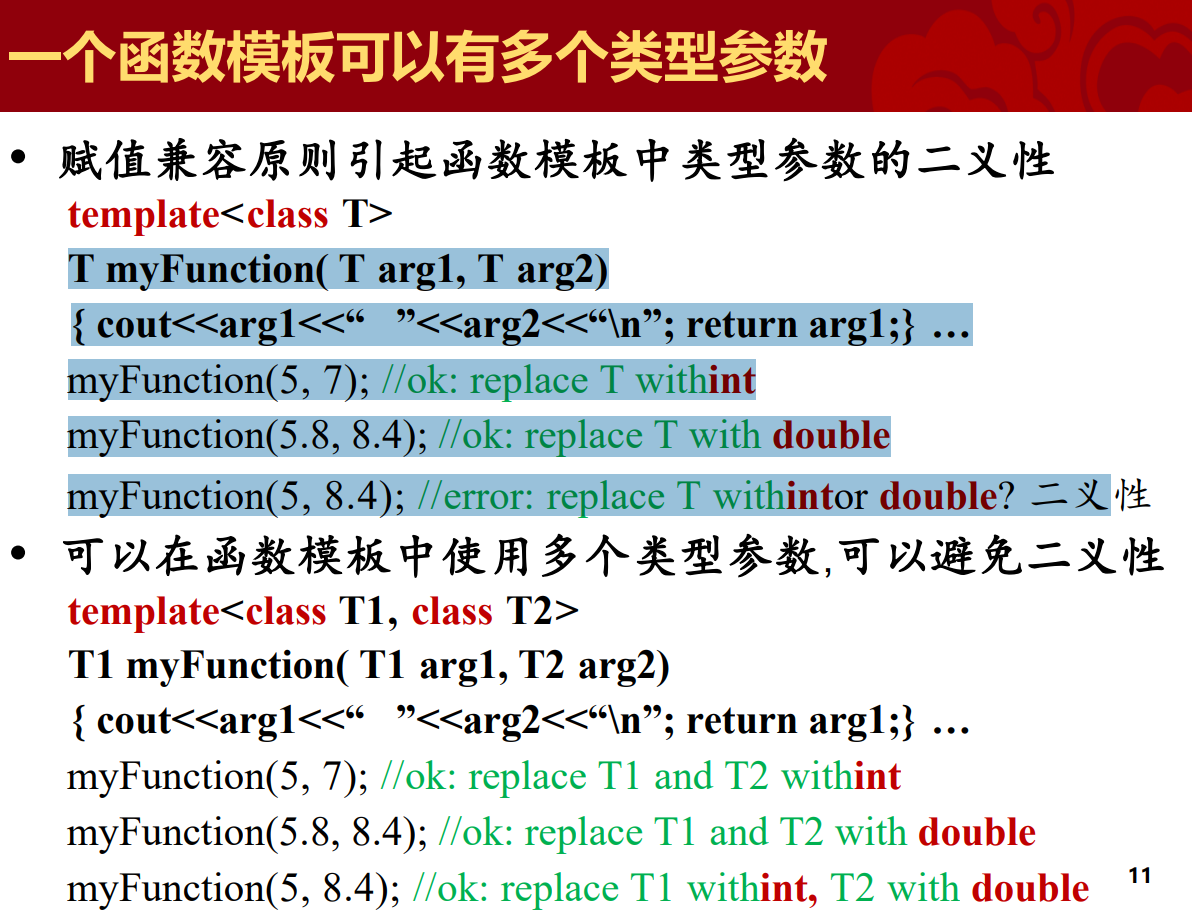 一个函数模板可以有多个类型参数
• 赋值兼容原则引起函数模板中类型参数的二义性
template<class T>
T myFunction( T arg1, T arg2)
{ cout<<arg1<<“   ”<<arg2<<“\n”; return arg1;} …
myFunction(5, 7); //ok: replace T withint
myFunction(5.8, 8.4); //ok: replace T with double
myFunction(5, 8.4); //error: replace T withintor double? 二义性
• 可以在函数模板中使用多个类型参数,可以避免二义性
template<class T1, class T2>
T1 myFunction( T1 arg1, T2 arg2)
{ cout<<arg1<<“   ”<<arg2<<“\n”; return arg1;} …
myFunction(5, 7); //ok: replace T1 and T2 withint
myFunction(5.8, 8.4); //ok: replace T1 and T2 with double
myFunction(5, 8.4); //ok: replace T1 withint, T2 with double
11